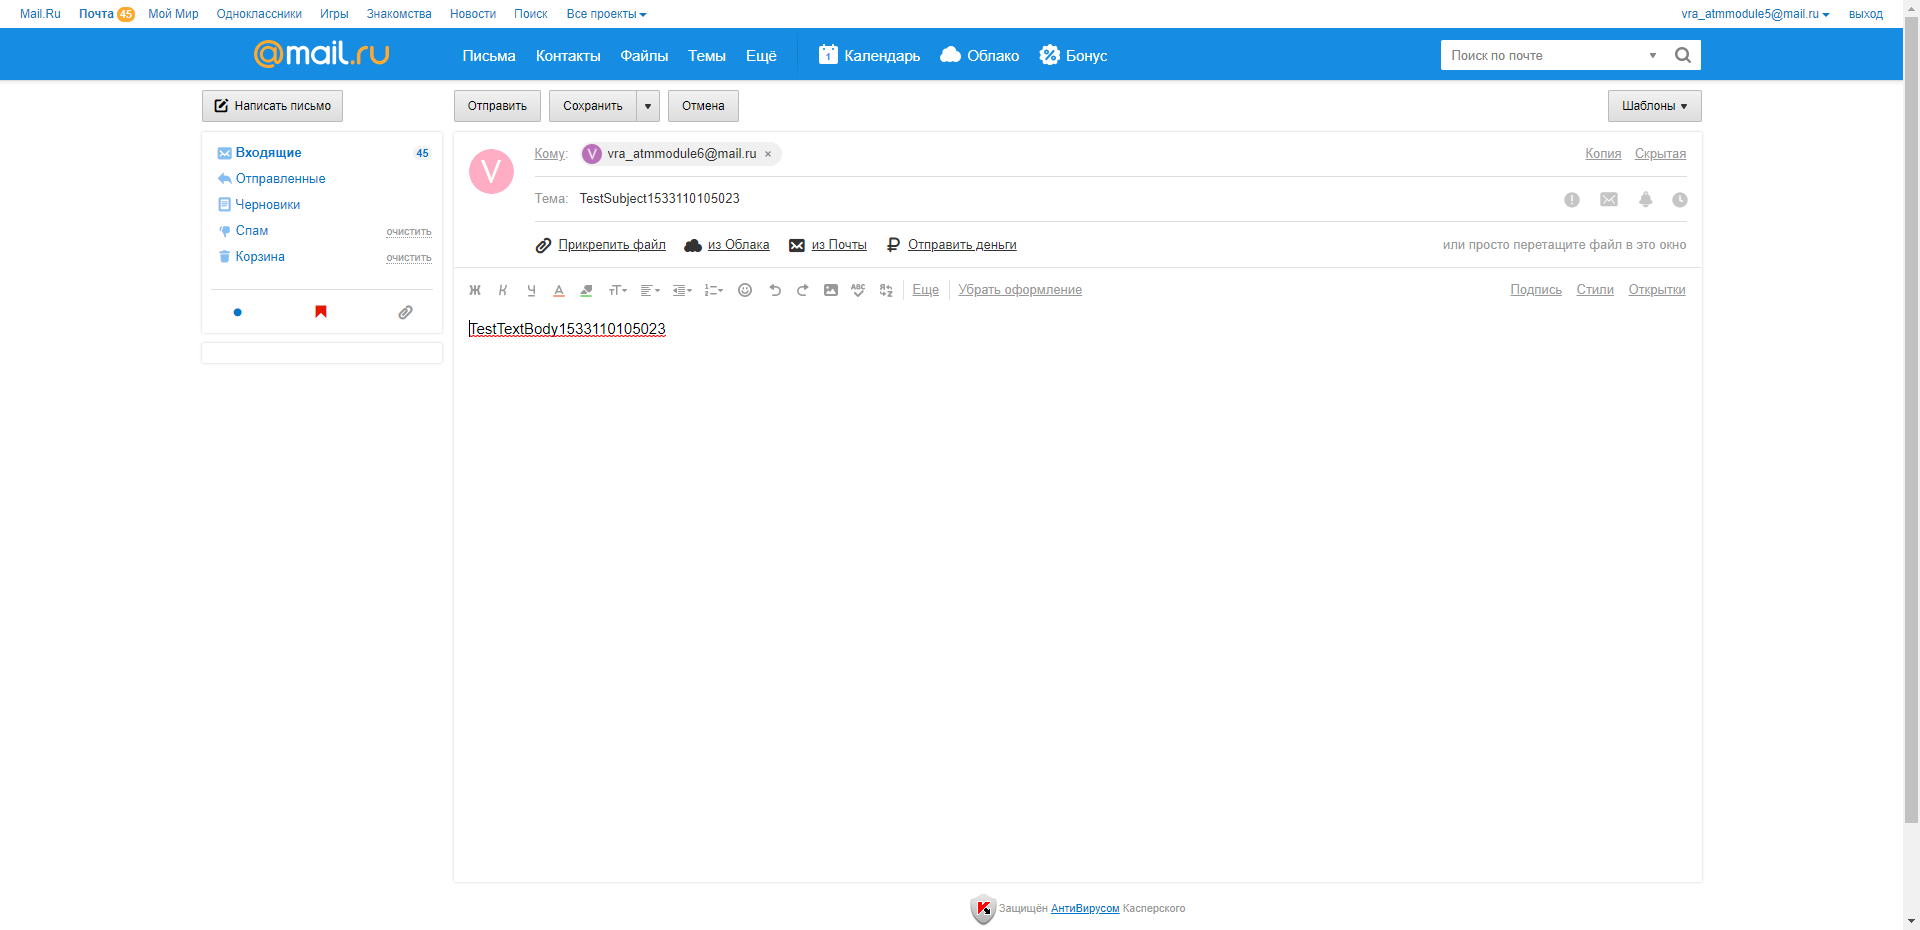 Mail.Ru Почта 45 Мой Мир Одноклассники Игры Знакомства Новости Поиск Все проекты vra_atmmodule5@mail.ru выход
@mail.ru Письма Контакты Файлы Темы Ещё 1 Календарь Облако Бонус Поиск по почте
Написать письмо Отправить Сохранить Отмена Шаблоны
Входящие 45
Отправленные
Черновики
Спам очистить
Корзина очистить
V Кому: V vra_atmmodule6@mail.ru × Копия Скрытая
Тема: TestSubject1533110105023
Прикрепить файл из Облака из Почты Отправить деньги или просто перетащите файл в это окно
Ж К Ч А тТ ABC Еще Убрать оформление Подпись Стили Открытки
TestTextBody1533110105023
Защищён АнтиВирусом Касперского